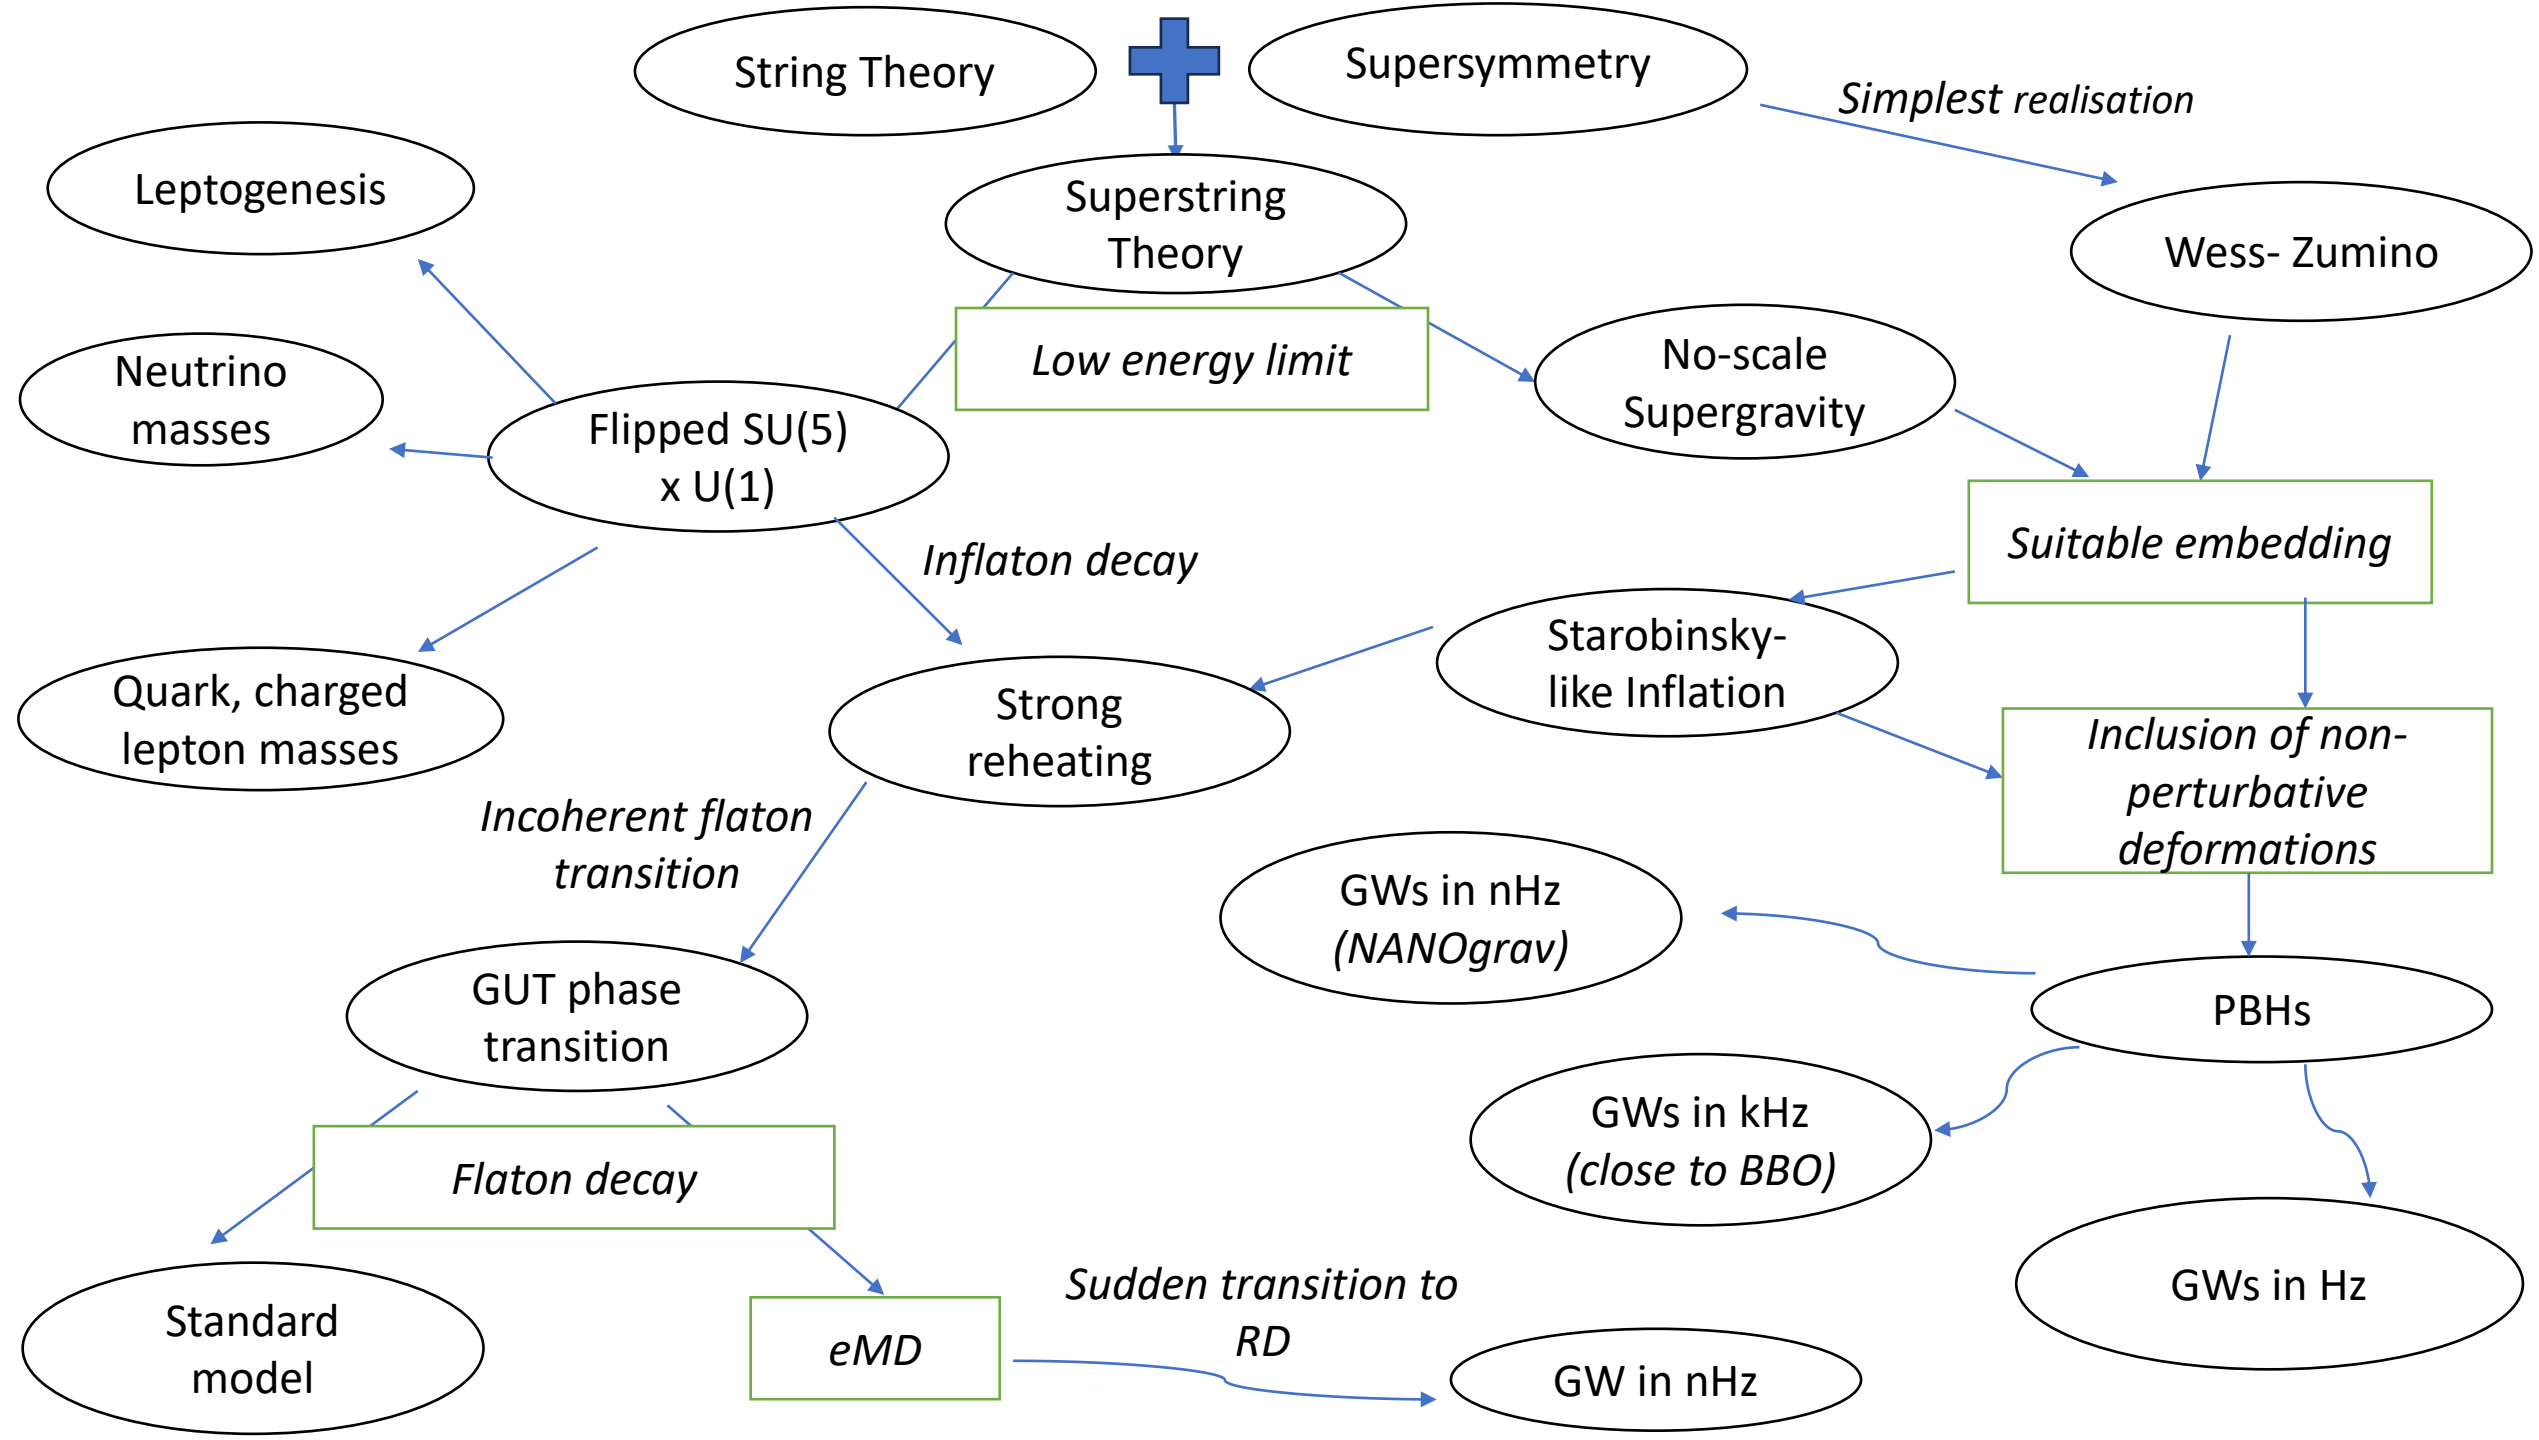 String Theory
Supersymmetry
Simplest realisation
Leptogenesis
Superstring
Theory
Wess- Zumino
Neutrino
masses
Low energy limit
No-scale
Supergravity
Flipped SU(5)
x U(1)
Inflaton decay
Suitable embedding
Quark, charged
lepton masses
Strong
reheating
Starobinsky-
like Inflation
Inclusion of non-
perturbative
deformations
Incoherent flaton
transition
GWs in nHz
(NANOgrav)
GUT phase
transition
PBHs
GWs in kHz
(close to BBO)
Flaton decay
GWs in Hz
Standard
model
eMD
Sudden transition to
RD
GW in nHz